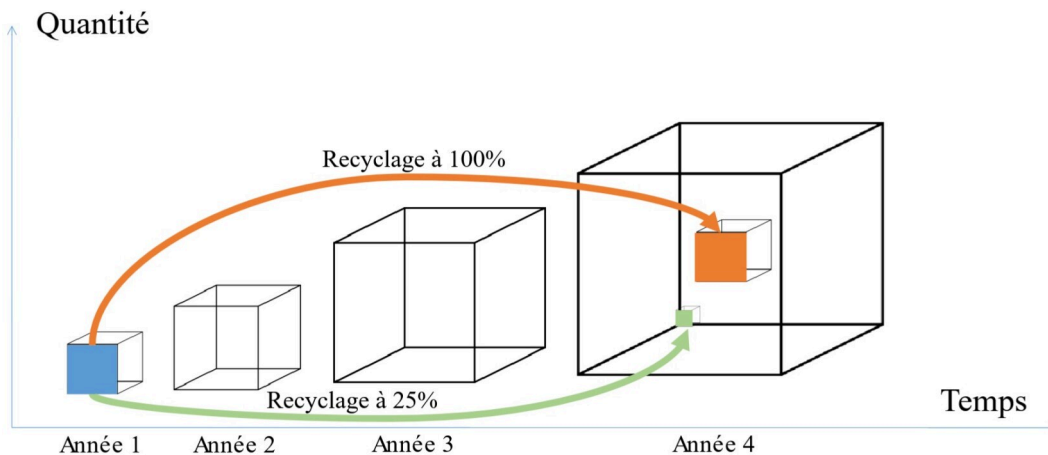 Quantité
Recyclage à 100%
Recyclage à 25%
Temps
Année 1
Année 2
Année 3
Année 4